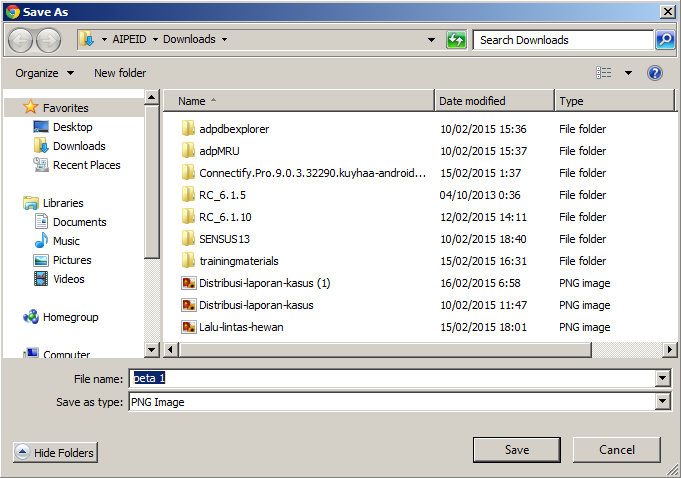 Save As
AIPEID Downloads Search Downloads
Organize New folder
Favorites
Desktop
Downloads
Recent Places
Libraries
Documents
Music
Pictures
Videos
Homegroup
Computer
Name Date modified Type
adpdbexplorer 10/02/2015 15:36 File folder
adpMRU 10/02/2015 15:37 File folder
Connectify.Pro.9.0.3.32290.kuyhaa-android... 15/02/2015 1:37 File folder
RC_6.1.5 04/10/2013 0:36 File folder
RC_6.1.10 12/02/2015 14:11 File folder
SENSUS13 10/02/2015 18:40 File folder
trainingmaterials 15/02/2015 16:31 File folder
Distribusi-laporan-kasus (1) 16/02/2015 6:58 PNG image
Distribusi-laporan-kasus 10/02/2015 11:47 PNG image
Lalu-lintas-hewan 15/02/2015 18:01 PNG image
File name: peta 1
Save as type: PNG Image
Hide Folders Save Cancel